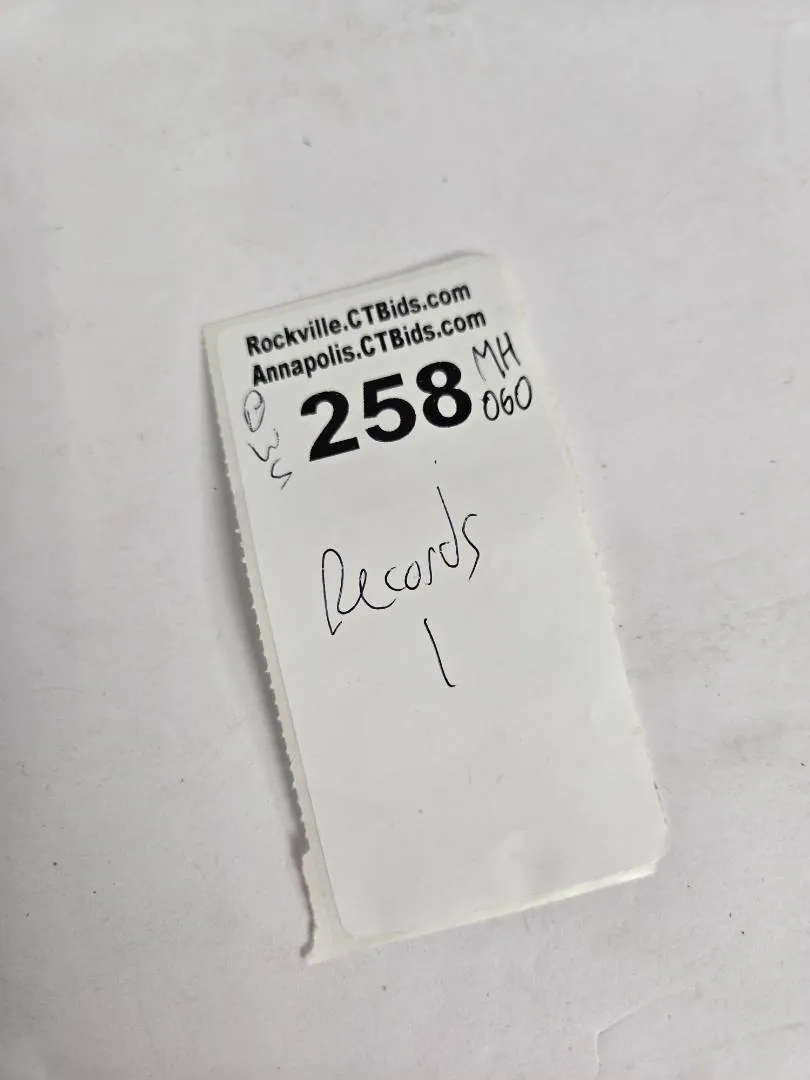 Rockville.CTBids.com
Annapolis.CTBids.com
258
MH
060
Records
1